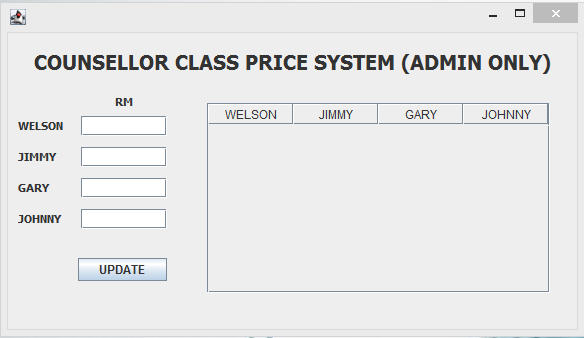 COUNSELLOR CLASS PRICE SYSTEM (ADMIN ONLY)
RM
WELSON
JIMMY
GARY
JOHNNY
UPDATE
WELSON JIMMY GARY JOHNNY